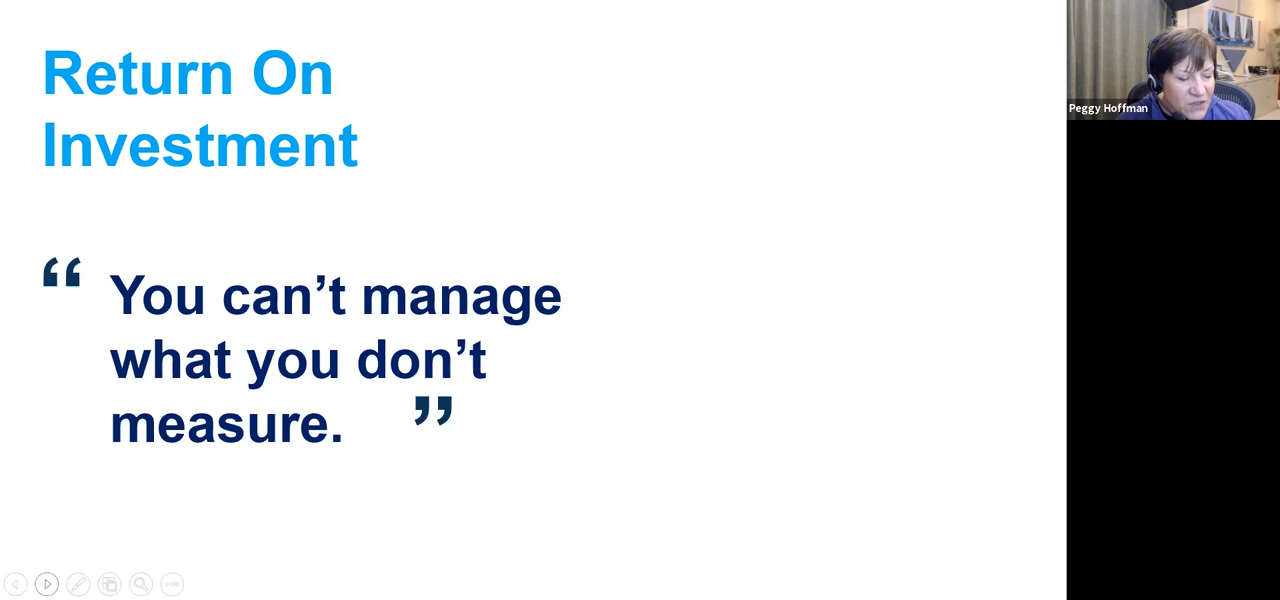 Return On
Investment
“ You can’t manage
what you don’t
measure. ”
Peggy Hoffman